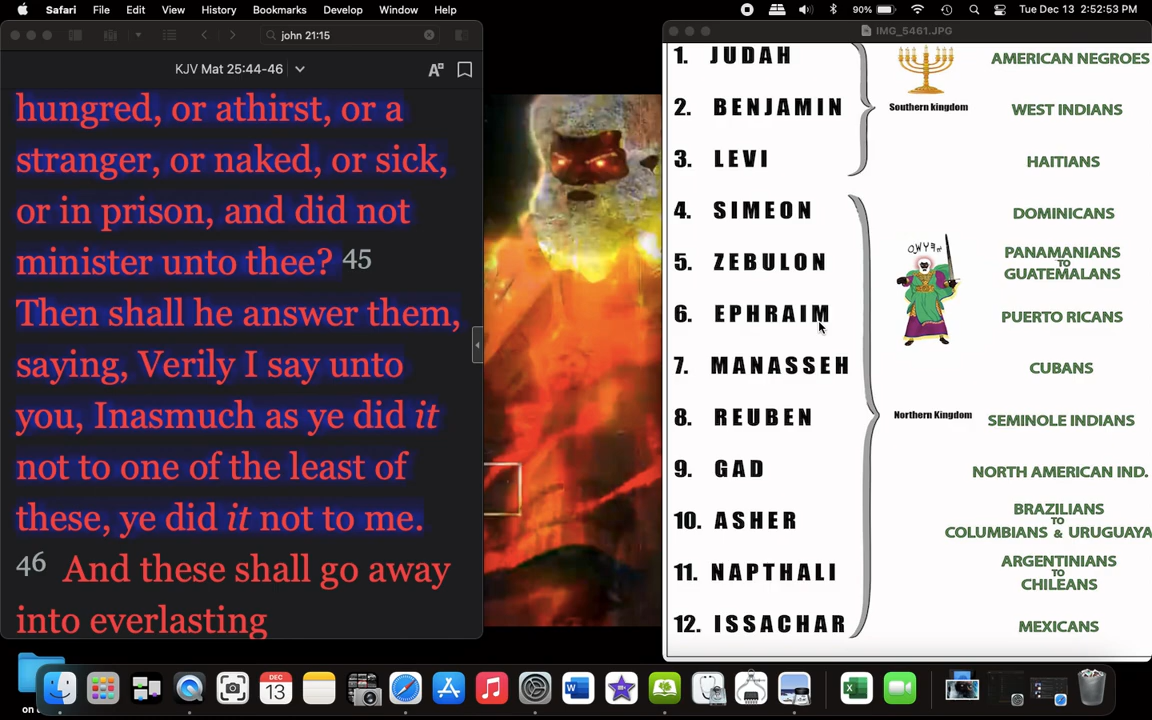 Safari File Edit View History Bookmarks Develop Window Help 90% Tue Dec 13 2:52:53 PM
john 21:15
KJV Mat 25:44-46
hungred, or athirst, or a
stranger, or naked, or sick,
or in prison, and did not
minister unto thee? 45
Then shall he answer them,
saying, Verily I say unto
you, Inasmuch as ye did it
not to one of the least of
these, ye did it not to me.
46 And these shall go away
into everlasting
IMG_5461.JPG
1. JUDAH
AMERICAN NEGROES
2. BENJAMIN
Southern kingdom
WEST INDIANS
3. LEVI
HAITIANS
4. SIMEON
DOMINICANS
5. ZEBULON
PANAMANIANS
TO
GUATEMALANS
6. EPHRAIM
PUERTO RICANS
7. MANASSEH
CUBANS
8. REUBEN
Northern Kingdom
SEMINOLE INDIANS
9. GAD
NORTH AMERICAN IND.
10. ASHER
BRAZILIANS
TO
COLUMBIANS & URUGUAYA
11. NAPTHALI
ARGENTINIANS
TO
CHILEANS
12. ISSACHAR
MEXICANS
DEC
13
on